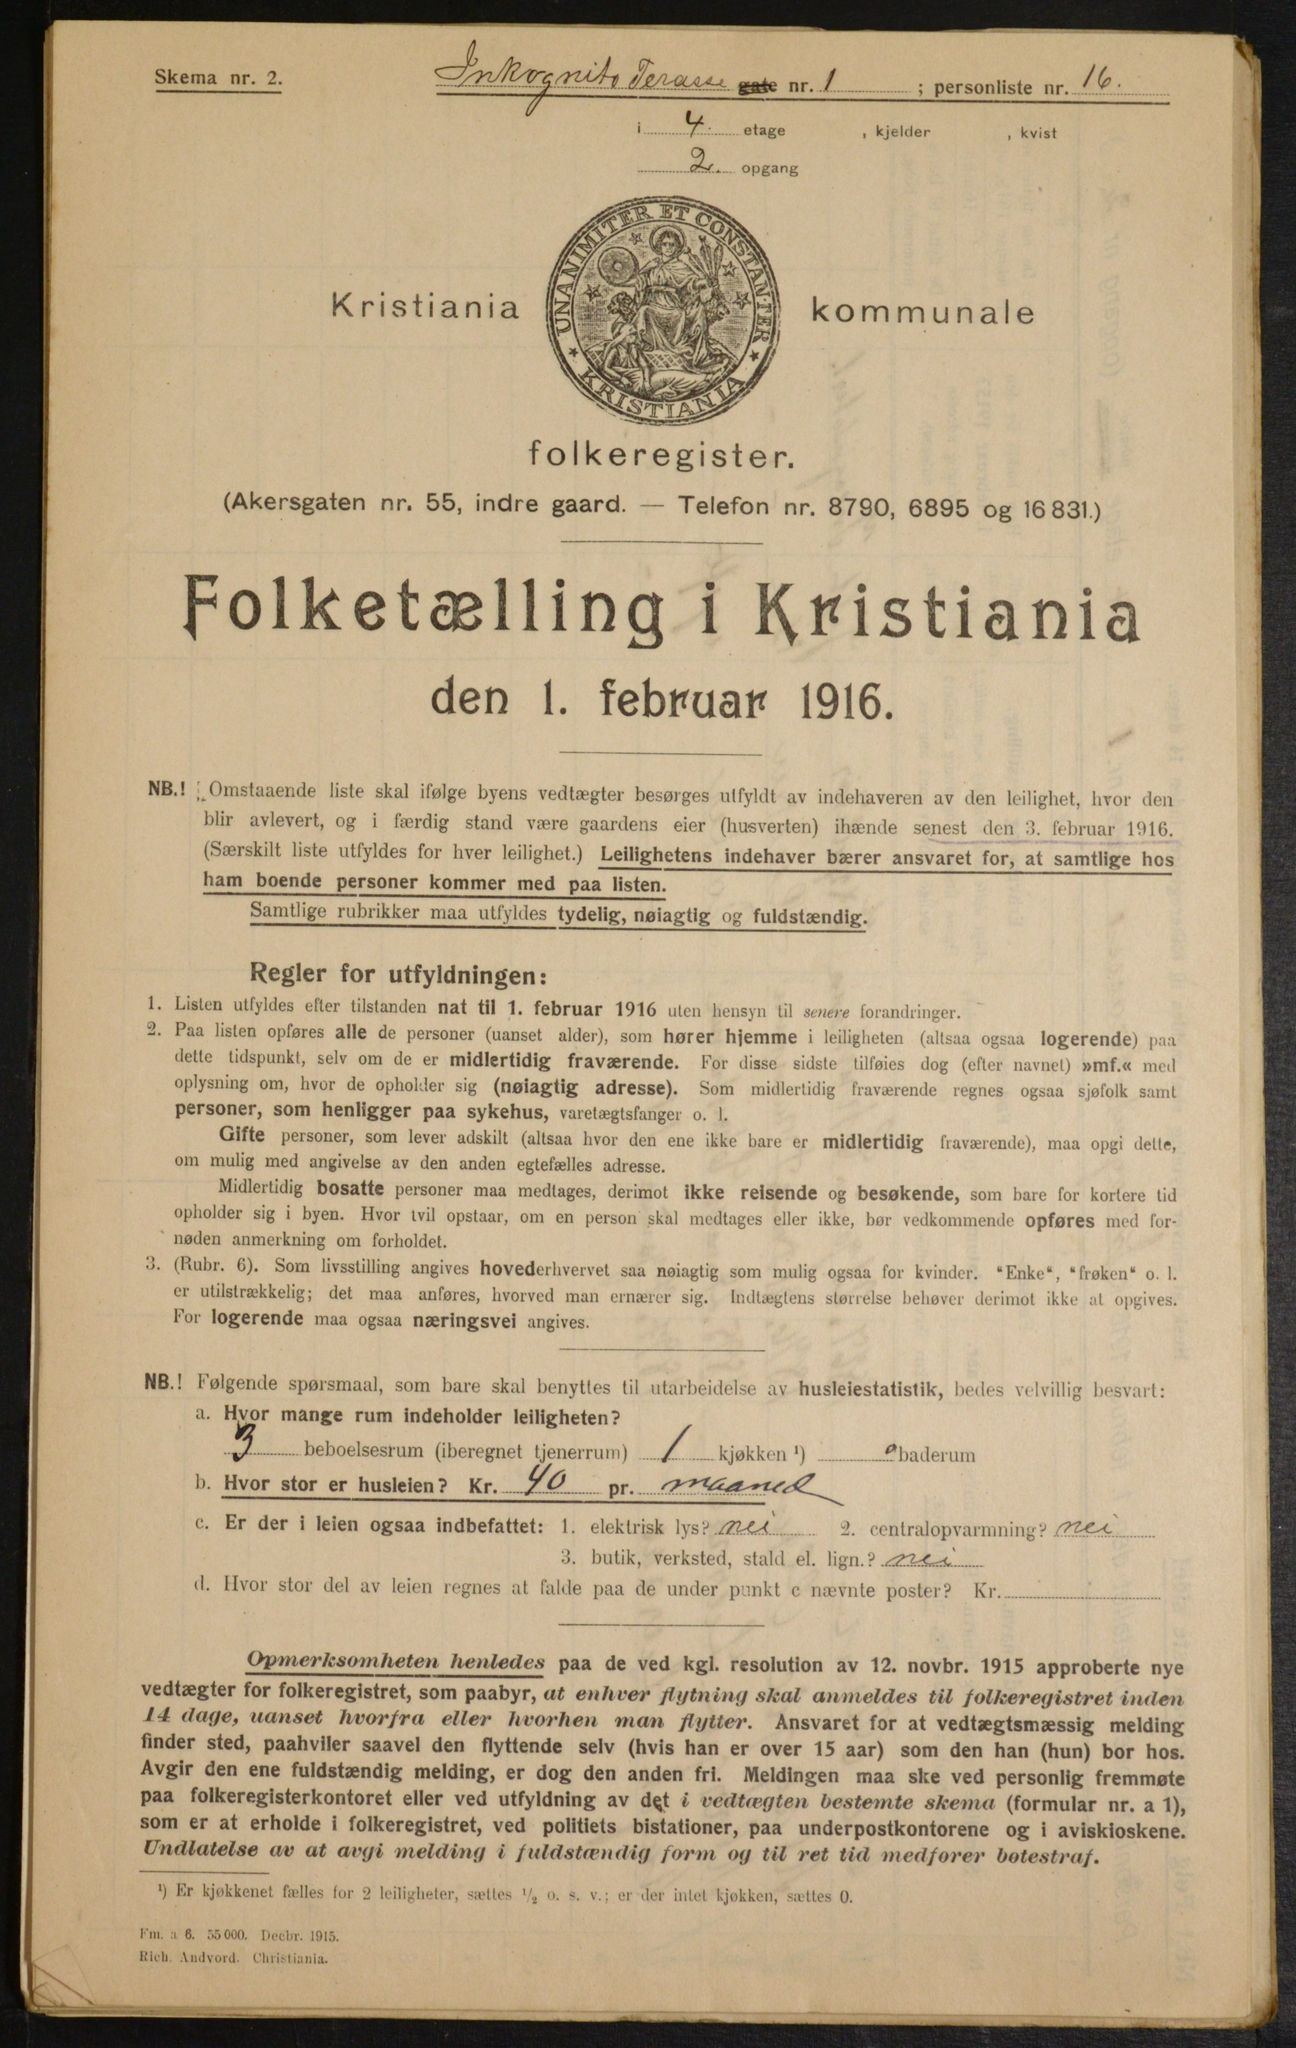 Skema nr. 2.
Inkognito Terasse gate nr. 1 ; personliste nr. 16.
i 4. etage , kjelder , kvist
2. opgang
UNANIMITER ET CONSTANTER
KRISTIANIA
Kristiania kommunale
folkeregister.
(Akersgaten nr. 55, indre gaard. — Telefon nr. 8790, 6895 og 16831.)
Folketælling i Kristiania
den 1. februar 1916.
NB.! Omstaaende liste skal ifølge byens vedtægter besørges utfyldt av indehaveren av den leilighet, hvor den
blir avlevert, og i færdig stand være gaardens eier (husverten) ihænde senest den 3. februar 1916.
(Særskilt liste utfyldes for hver leilighet.) Leilighetens indehaver bærer ansvaret for, at samtlige hos
ham boende personer kommer med paa listen.
Samtlige rubrikker maa utfyldes tydelig, nøiagtig og fuldstændig.
Regler for utfyldningen:
1. Listen utfyldes efter tilstanden nat til 1. februar 1916 uten hensyn til senere forandringer.
2. Paa listen opføres alle de personer (uanset alder), som hører hjemme i leiligheten (altsaa ogsaa logerende) paa
dette tidspunkt, selv om de er midlertidig fraværende. For disse sidste tilføies dog (efter navnet) »mf.« med
oplysning om, hvor de opholder sig (nøiagtig adresse). Som midlertidig fraværende regnes ogsaa sjøfolk samt
personer, som henligger paa sykehus, varetægtsfanger o. l.
Gifte personer, som lever adskilt (altsaa hvor den ene ikke bare er midlertidig fraværende), maa opgi dette,
om mulig med angivelse av den anden egtefælles adresse.
Midlertidig bosatte personer maa medtages, derimot ikke reisende og besøkende, som bare for kortere tid
opholder sig i byen. Hvor tvil opstaar, om en person skal medtages eller ikke, bør vedkommende opføres med for-
nøden anmerkning om forholdet.
3. (Rubr. 6). Som livsstilling angives hovederhvervet saa nøiagtig som mulig ogsaa for kvinder. "Enke", "frøken" o. l.
er utilstrækkelig; det maa anføres, hvorved man ernærer sig. Indtægtens størrelse behøver derimot ikke at opgives.
For logerende maa ogsaa næringsvei angives.
NB.! Følgende spørsmaal, som bare skal benyttes til utarbeidelse av husleiestatistik, bedes velvillig besvart:
a. Hvor mange rum indeholder leiligheten?
3 beboelsesrum (iberegnet tjenerrum) 1 kjøkken ¹) 0 baderum
b. Hvor stor er husleien? Kr. 40 pr. maaned
c. Er der i leien ogsaa indbefattet: 1. elektrisk lys? nei 2. centralopvarmning? nei
3. butik, verksted, stald el. lign.? nei
d. Hvor stor del av leien regnes at falde paa de under punkt c nævnte poster? Kr.
Opmerksomheten henledes paa de ved kgl. resolution av 12. novbr. 1915 approberte nye
vedtægter for folkeregistret, som paabyr, at enhver flytning skal anmeldes til folkeregistret inden
14 dage, uanset hvorfra eller hvorhen man flytter. Ansvaret for at vedtægtsmæssig melding
finder sted, paahviler saavel den flyttende selv (hvis han er over 15 aar) som den han (hun) bor hos.
Avgir den ene fuldstændig melding, er dog den anden fri. Meldingen maa ske ved personlig fremmøte
paa folkeregisterkontoret eller ved utfyldning av det i vedtægten bestemte skema (formular nr. a 1),
som er at erholde i folkeregistret, ved politiets bistationer, paa underpostkontorene og i aviskioskene.
Undlatelse av at avgi melding i fuldstændig form og til ret tid medfører bøtestraf.
¹) Er kjøkkenet fælles for 2 leiligheter, sættes ½ o. s. v.; er der intet kjøkken, sættes 0.
Fm. a 6. 55000. Decbr. 1915.
Rich. Andvord. Christiania.